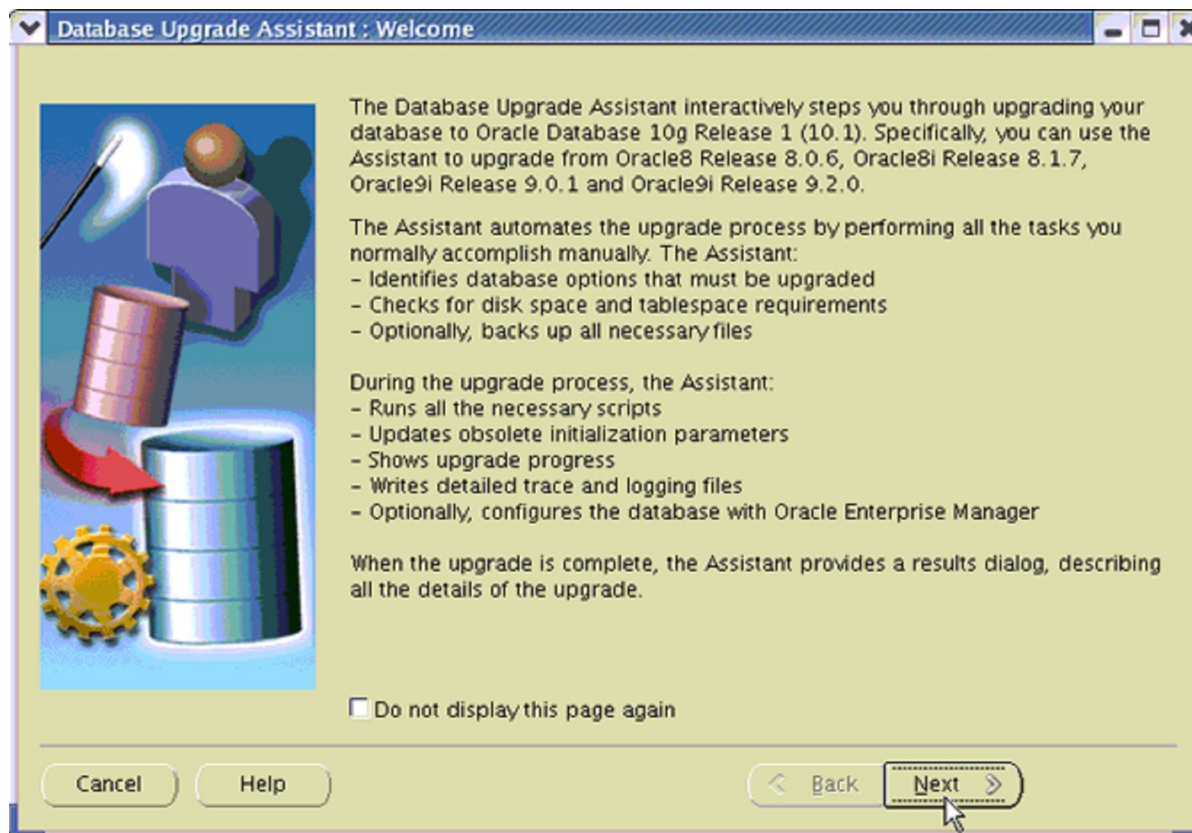 Database Upgrade Assistant : Welcome
The Database Upgrade Assistant interactively steps you through upgrading your
database to Oracle Database 10g Release 1 (10.1). Specifically, you can use the
Assistant to upgrade from Oracle8 Release 8.0.6, Oracle8i Release 8.1.7,
Oracle9i Release 9.0.1 and Oracle9i Release 9.2.0.
The Assistant automates the upgrade process by performing all the tasks you
normally accomplish manually. The Assistant:
– Identifies database options that must be upgraded
– Checks for disk space and tablespace requirements
– Optionally, backs up all necessary files
During the upgrade process, the Assistant:
– Runs all the necessary scripts
– Updates obsolete initialization parameters
– Shows upgrade progress
– Writes detailed trace and logging files
– Optionally, configures the database with Oracle Enterprise Manager
When the upgrade is complete, the Assistant provides a results dialog, describing
all the details of the upgrade.
Do not display this page again
Cancel Help Back Next